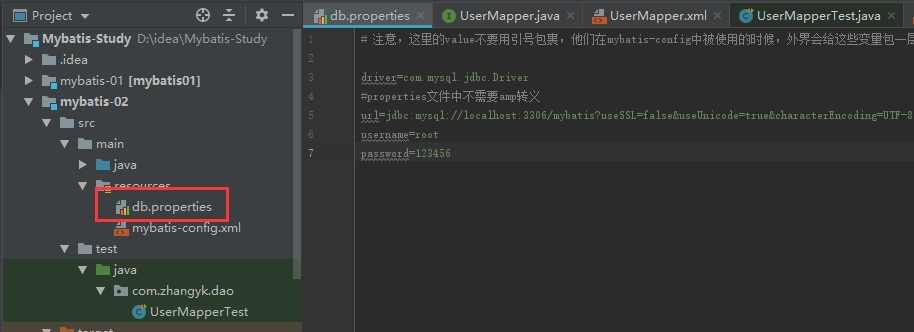 Project
db.properties
UserMapper.java
UserMapper.xml
UserMapperTest.java
Mybatis-Study D:\idea\Mybatis-Study
.idea
mybatis-01 [mybatis01]
mybatis-02
src
main
java
resources
db.properties
mybatis-config.xml
test
java
com.zhangyk.dao
UserMapperTest
target
1 # 注意，这里的value不要用引号包裹，他们在mybatis-config中被使用的时候，外界会给这些变量包一层
2
3 driver=com.mysql.jdbc.Driver
4 #properties文件中不需要amp转义
5 url=jdbc:mysql://localhost:3306/mybatis?useSSL=false&useUnicode=true&characterEncoding=UTF-8
6 username=root
7 password=123456